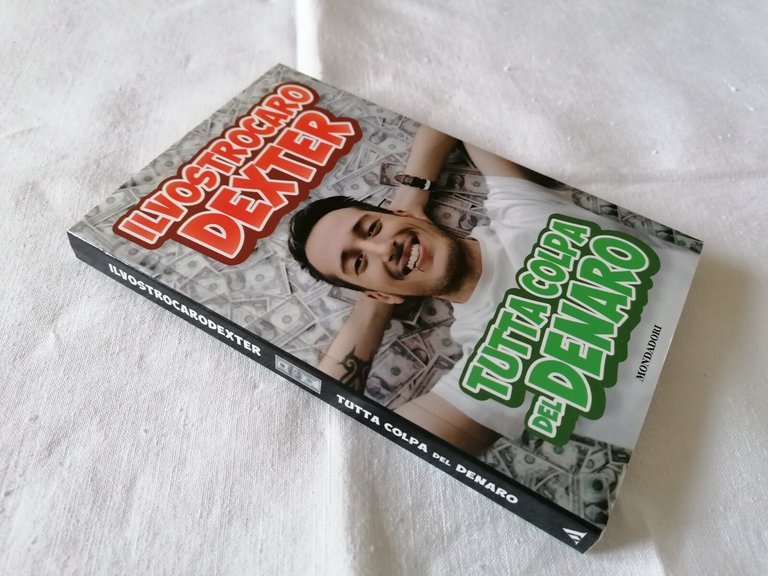 ILVOSTROCARO
DEXTER
TUTTA COLPA
DEL DENARO
MONDADORI
ILVOSTROCARODEXTER
TUTTA COLPA DEL DENARO